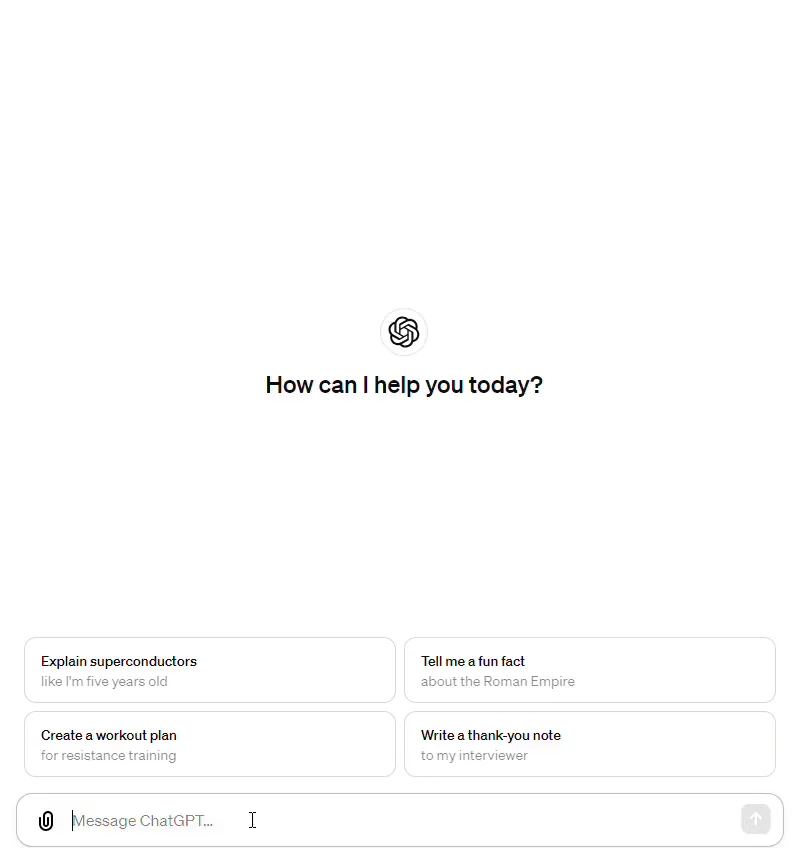 How can I help you today?
Explain superconductors
like I'm five years old
Tell me a fun fact
about the Roman Empire
Create a workout plan
for resistance training
Write a thank-you note
to my interviewer
Message ChatGPT...